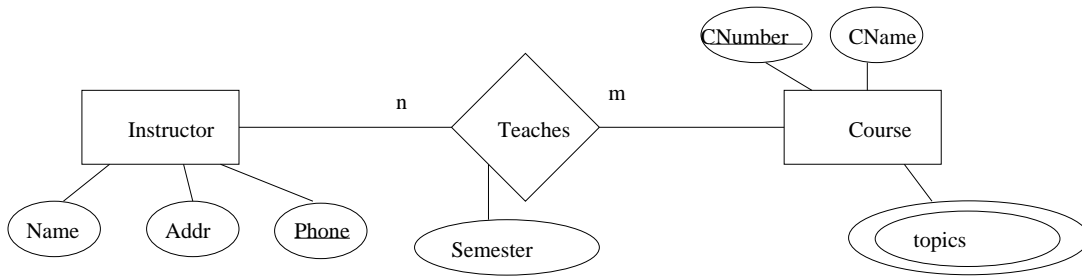 CNumber
CName
n
m
Instructor
Teaches
Course
Name
Addr
Phone
Semester
topics